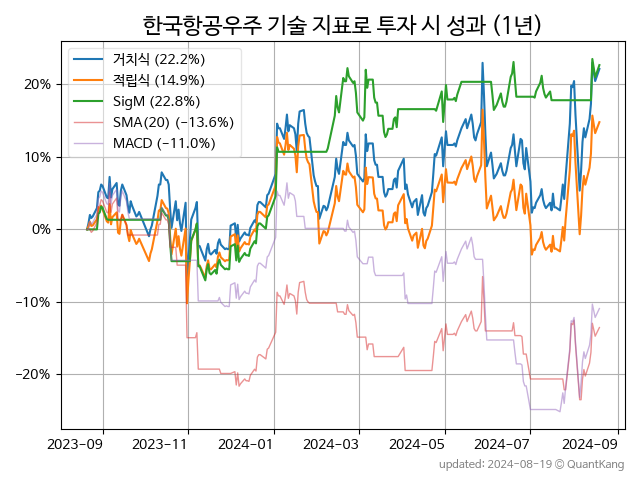 한국항공우주 기술 지표로 투자 시 성과 (1년)
거치식 (22.2%)
적립식 (14.9%)
SigM (22.8%)
SMA(20) (−13.6%)
MACD (−11.0%)
20%
10%
0%
−10%
−20%
2023-09 2023-11 2024-01 2024-03 2024-05 2024-07 2024-09
updated: 2024-08-19 © QuantKang